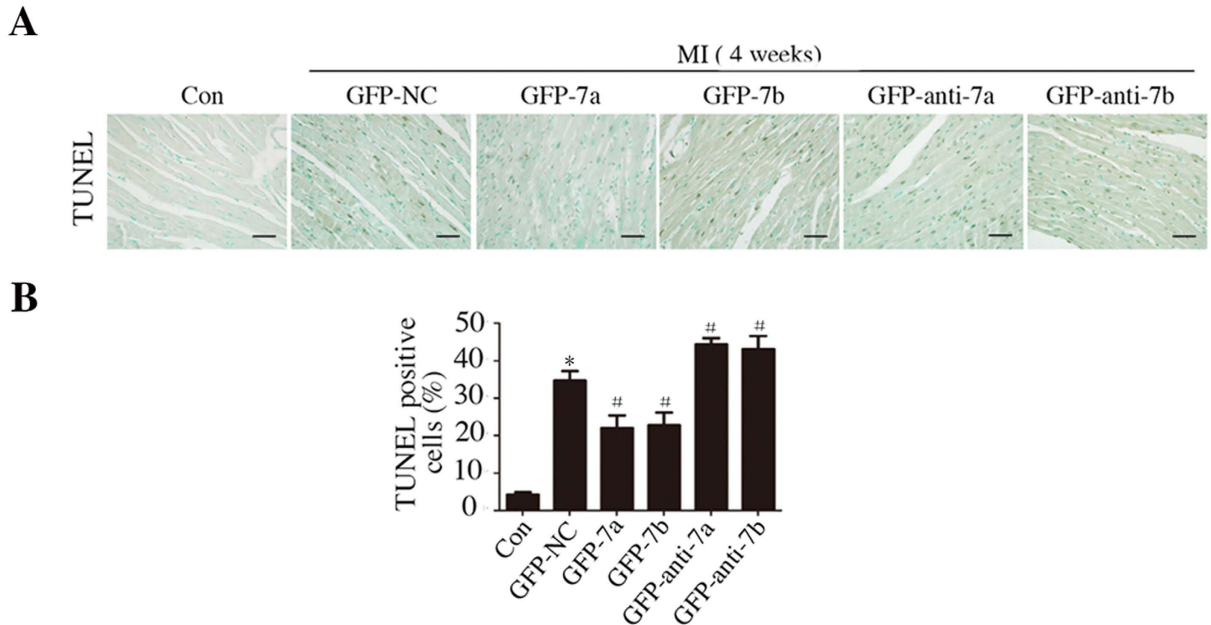 A
MI ( 4 weeks)
Con GFP-NC GFP-7a GFP-7b GFP-anti-7a GFP-anti-7b
TUNEL
B
TUNEL positive
cells (%)
50
40
30
20
10
0
* # # # #
Con GFP-NC GFP-7a GFP-7b GFP-anti-7a GFP-anti-7b